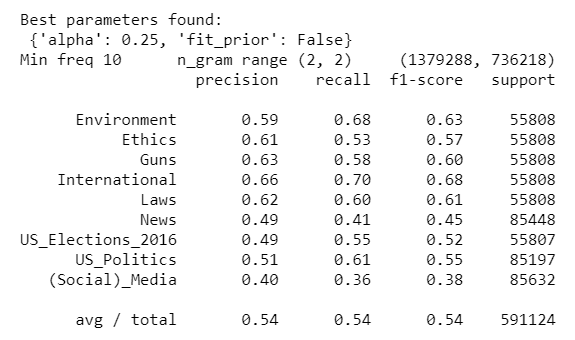 Best parameters found:
{'alpha': 0.25, 'fit_prior': False}
Min freq 10 n_gram range (2, 2) (1379288, 736218)
precision recall f1-score support
Environment 0.59 0.68 0.63 55808
Ethics 0.61 0.53 0.57 55808
Guns 0.63 0.58 0.60 55808
International 0.66 0.70 0.68 55808
Laws 0.62 0.60 0.61 55808
News 0.49 0.41 0.45 85448
US_Elections_2016 0.49 0.55 0.52 55807
US_Politics 0.51 0.61 0.55 85197
(Social)_Media 0.40 0.36 0.38 85632
avg / total 0.54 0.54 0.54 591124